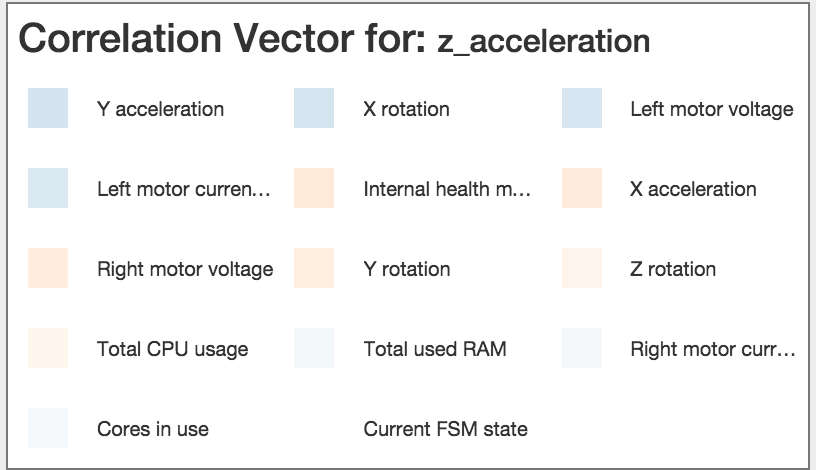 Correlation Vector for: z_acceleration
Y acceleration
X rotation
Left motor voltage
Left motor curren…
Internal health m…
X acceleration
Right motor voltage
Y rotation
Z rotation
Total CPU usage
Total used RAM
Right motor curr…
Cores in use
Current FSM state